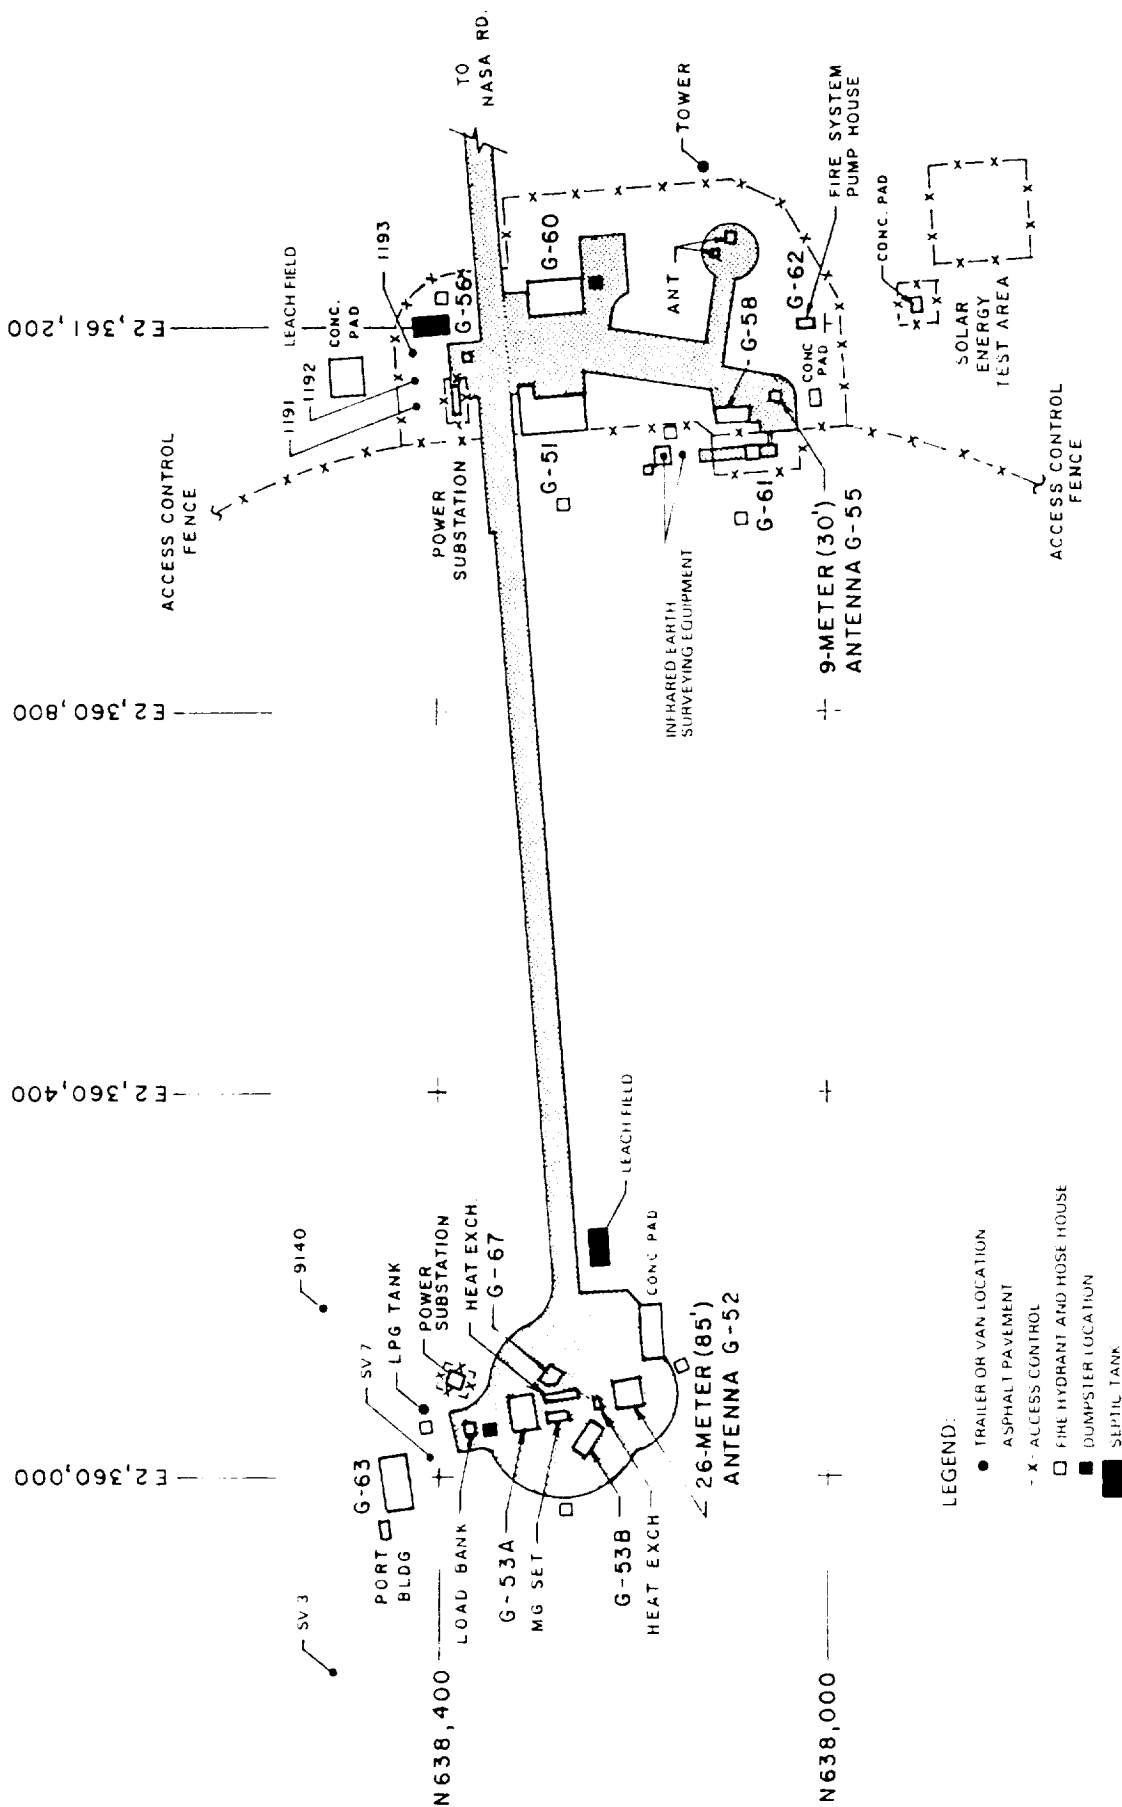 E2,360,000
E2,360,400
E2,360,800
E2,361,200
N638,400
N638,000
SV 3
PORT
BLDG
G-63
SV 7
9140
LPG TANK
POWER
SUBSTATION
HEAT EXCH.
G-67
LOAD BANK
G-53A
MG SET
G-53B
HEAT EXCH
26-METER (85')
ANTENNA G-52
CONC PAD
LEACH FIELD
ACCESS CONTROL
FENCE
1191
1192
LEACH FIELD
CONC.
PAD
1193
G-56
POWER
SUBSTATION
TO
NASA RD.
G-51
G-60
TOWER
ANT
G-58
G-62
FIRE SYSTEM
PUMP HOUSE
CONC
PAD
G-61
INFRARED EARTH
SURVEYING EQUIPMENT
9-METER (30')
ANTENNA G-55
CONC. PAD
SOLAR
ENERGY
TEST AREA
ACCESS CONTROL
FENCE
LEGEND:
TRAILER OR VAN LOCATION
ASPHALT PAVEMENT
-X- ACCESS CONTROL
FIRE HYDRANT AND HOSE HOUSE
DUMPSTER LOCATION
SEPTIC TANK